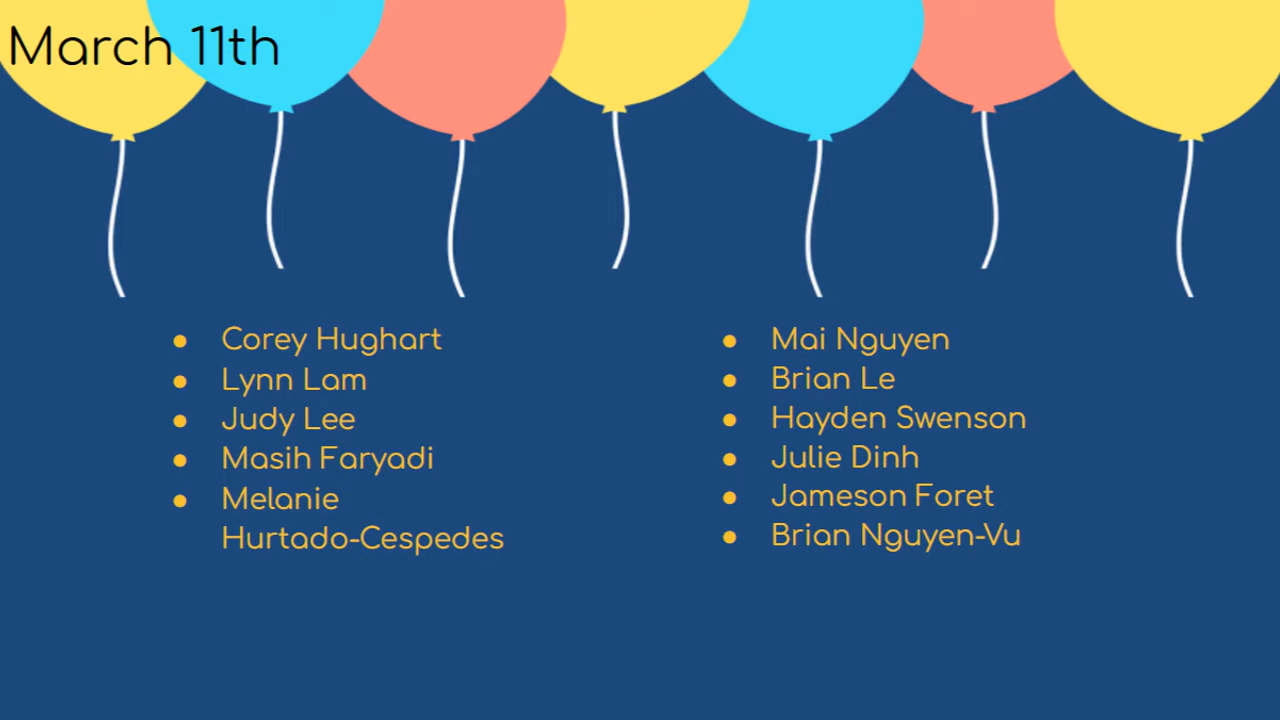 March 11th
● Corey Hughart
● Lynn Lam
● Judy Lee
● Masih Faryadi
● Melanie
Hurtado-Cespedes
● Mai Nguyen
● Brian Le
● Hayden Swenson
● Julie Dinh
● Jameson Foret
● Brian Nguyen-Vu